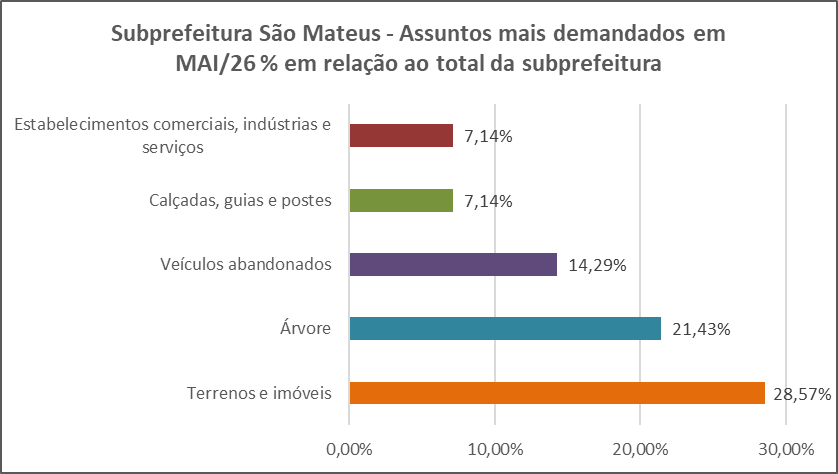 Subprefeitura São Mateus - Assuntos mais demandados em
MAI/26 % em relação ao total da subprefeitura
Estabelecimentos comerciais, indústrias e
serviços
7,14%
Calçadas, guias e postes
7,14%
Veículos abandonados
14,29%
Árvore
21,43%
Terrenos e imóveis
28,57%
0,00%
10,00%
20,00%
30,00%